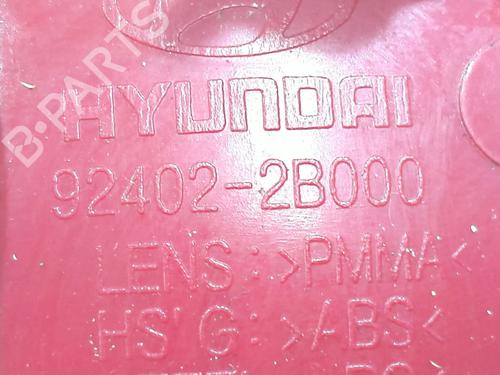 B-PARTS
HYUNDAI
92402-2B000
LENS:>PMMA<
HS'G:>ABS<